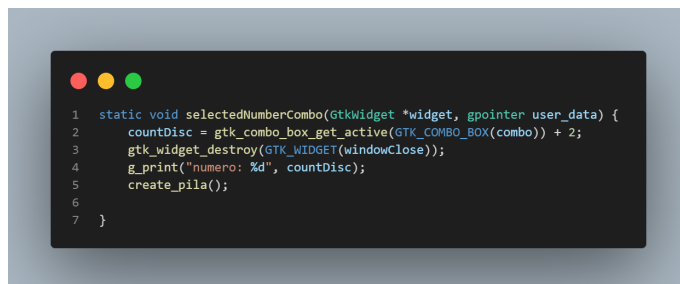 1 static void selectedNumberCombo(GtkWidget *widget, gpointer user_data) {
2     countDisc = gtk_combo_box_get_active(GTK_COMBO_BOX(combo)) + 2;
3     gtk_widget_destroy(GTK_WIDGET(windowClose));
4     g_print("numero: %d", countDisc);
5     create_pila();
6
7 }